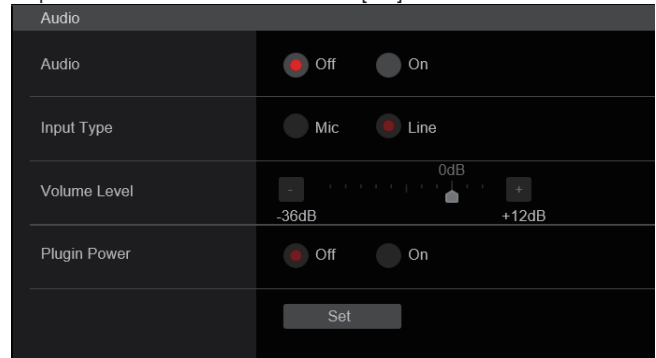 Audio
Audio Off On
Input Type Mic Line
0dB
Volume Level - +
-36dB +12dB
Plugin Power Off On
Set